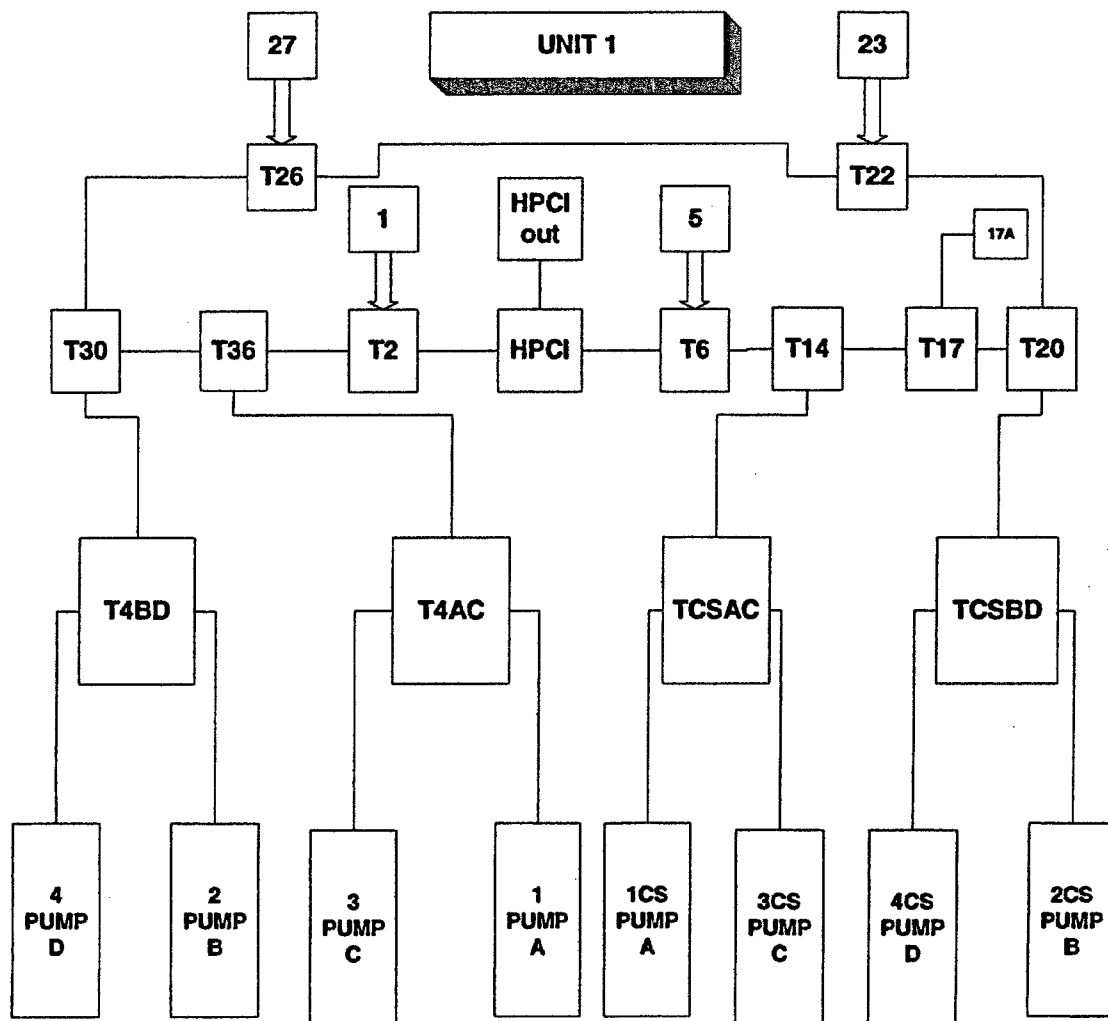 27
UNIT 1
23
T26
T22
1
HPCI
out
5
17A
T30
T36
T2
HPCI
T6
T14
T17
T20
T4BD
T4AC
TCSAC
TCSBD
4
PUMP
D
2
PUMP
B
3
PUMP
C
1
PUMP
A
1CS
PUMP
A
3CS
PUMP
C
4CS
PUMP
D
2CS
PUMP
B